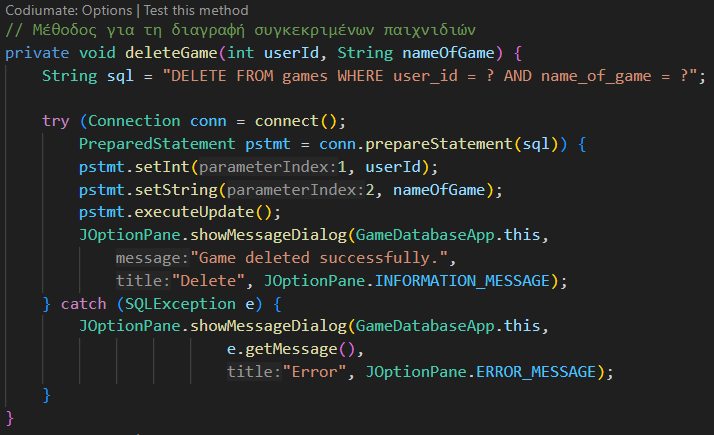 Codiumate: Options | Test this method
// Μέθοδος για τη διαγραφή συγκεκριμένων παιχνιδιών
private void deleteGame(int userId, String nameOfGame) {
    String sql = "DELETE FROM games WHERE user_id = ? AND name_of_game = ?";

    try (Connection conn = connect();
        PreparedStatement pstmt = conn.prepareStatement(sql)) {
        pstmt.setInt(parameterIndex:1, userId);
        pstmt.setString(parameterIndex:2, nameOfGame);
        pstmt.executeUpdate();
        JOptionPane.showMessageDialog(GameDatabaseApp.this,
            message:"Game deleted successfully.",
            title:"Delete", JOptionPane.INFORMATION_MESSAGE);
    } catch (SQLException e) {
        JOptionPane.showMessageDialog(GameDatabaseApp.this,
                        e.getMessage(),
                        title:"Error", JOptionPane.ERROR_MESSAGE);
    }
}